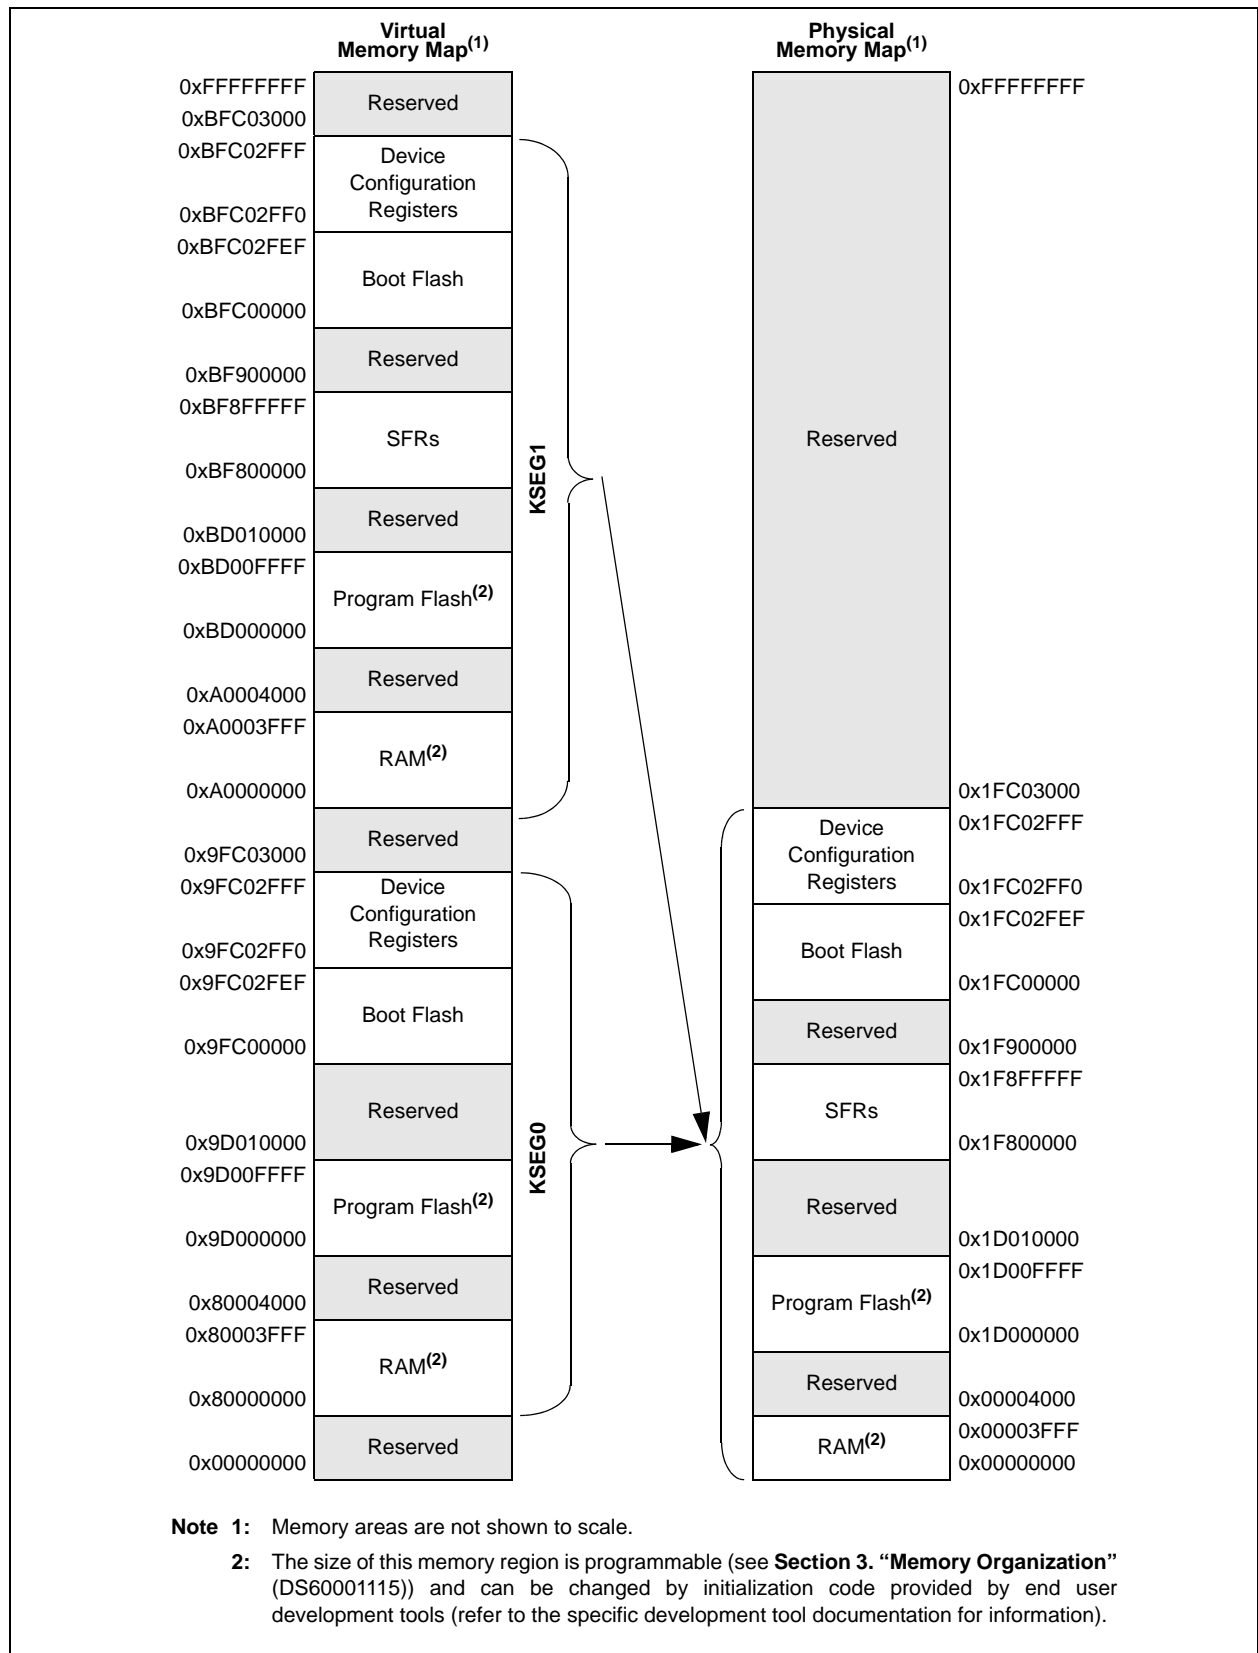 Virtual
Memory Map(1)
0xFFFFFFFF
Reserved
0xBFC03000
0xBFC02FFF
Device
Configuration
Registers
0xBFC02FF0
0xBFC02FEF
Boot Flash
0xBFC00000
Reserved
0xBF900000
0xBF8FFFFF
SFRs
0xBF800000
Reserved
0xBD010000
0xBD00FFFF
Program Flash(2)
0xBD000000
Reserved
0xA0004000
0xA0003FFF
RAM(2)
0xA0000000
Reserved
0x9FC03000
0x9FC02FFF
Device
Configuration
Registers
0x9FC02FF0
0x9FC02FEF
Boot Flash
0x9FC00000
Reserved
0x9D010000
0x9D00FFFF
Program Flash(2)
0x9D000000
Reserved
0x80004000
0x80003FFF
RAM(2)
0x80000000
Reserved
0x00000000
KSEG1
KSEG0
Physical
Memory Map(1)
0xFFFFFFFF
Reserved
0x1FC03000
0x1FC02FFF
Device
Configuration
Registers
0x1FC02FF0
0x1FC02FEF
Boot Flash
0x1FC00000
Reserved
0x1F900000
0x1F8FFFFF
SFRs
0x1F800000
Reserved
0x1D010000
0x1D00FFFF
Program Flash(2)
0x1D000000
Reserved
0x00004000
0x00003FFF
RAM(2)
0x00000000
Note 1: Memory areas are not shown to scale.
2: The size of this memory region is programmable (see Section 3. “Memory Organization”
(DS60001115)) and can be changed by initialization code provided by end user
development tools (refer to the specific development tool documentation for information).